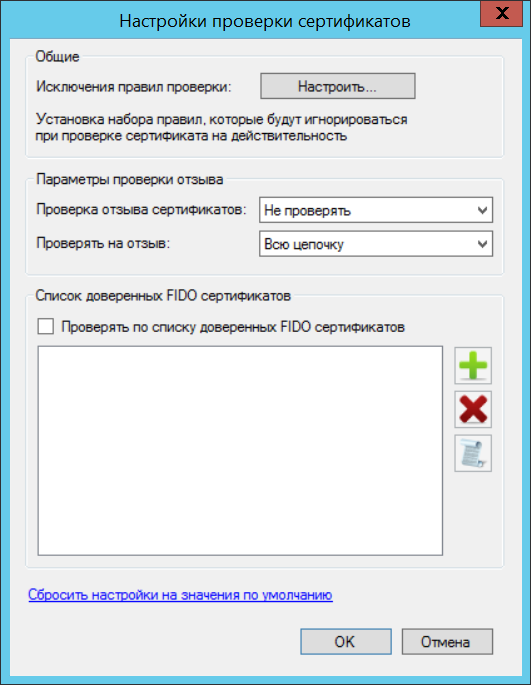 Настройки проверки сертификатов
X
Общие
Исключения правил проверки:
Настроить...
Установка набора правил, которые будут игнорироваться
при проверке сертификата на действительность
Параметры проверки отзыва
Проверка отзыва сертификатов:
Не проверять
Проверять на отзыв:
Всю цепочку
Список доверенных FIDO сертификатов
Проверять по списку доверенных FIDO сертификатов
Сбросить настройки на значения по умолчанию
OK
Отмена